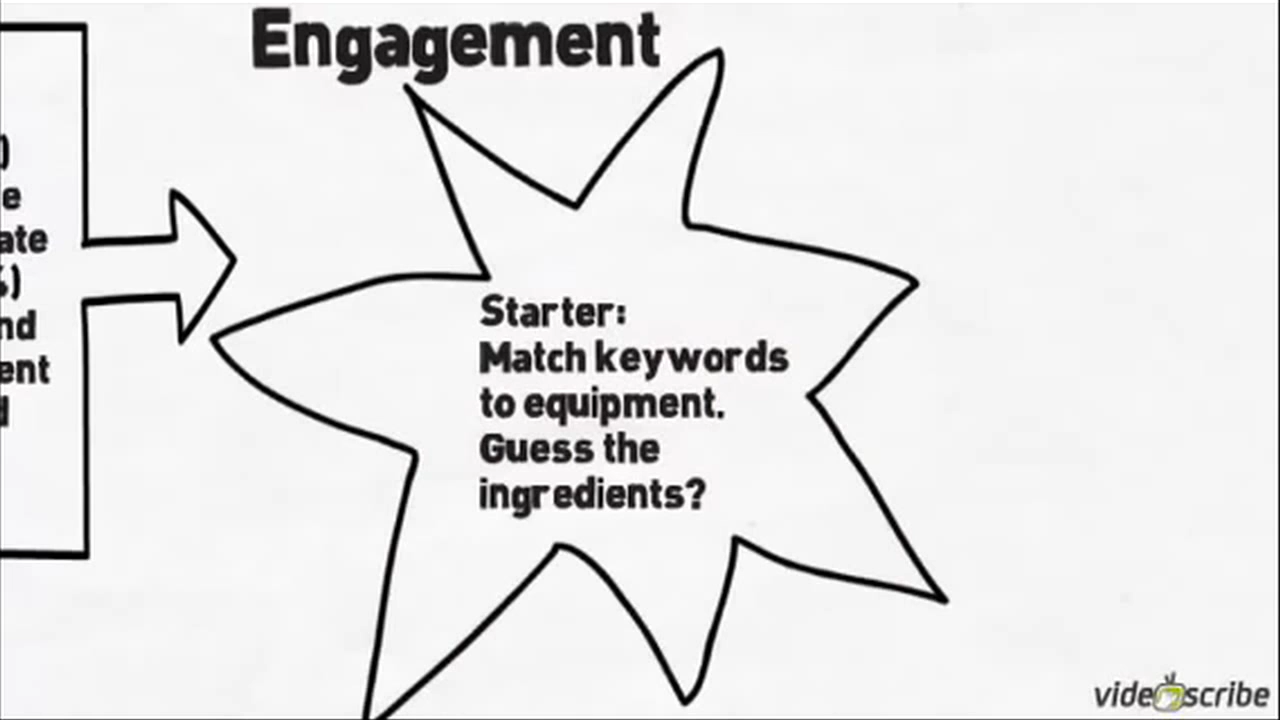 Engagement
Starter:
Match keywords
to equipment.
Guess the
ingredients?
videoscribe